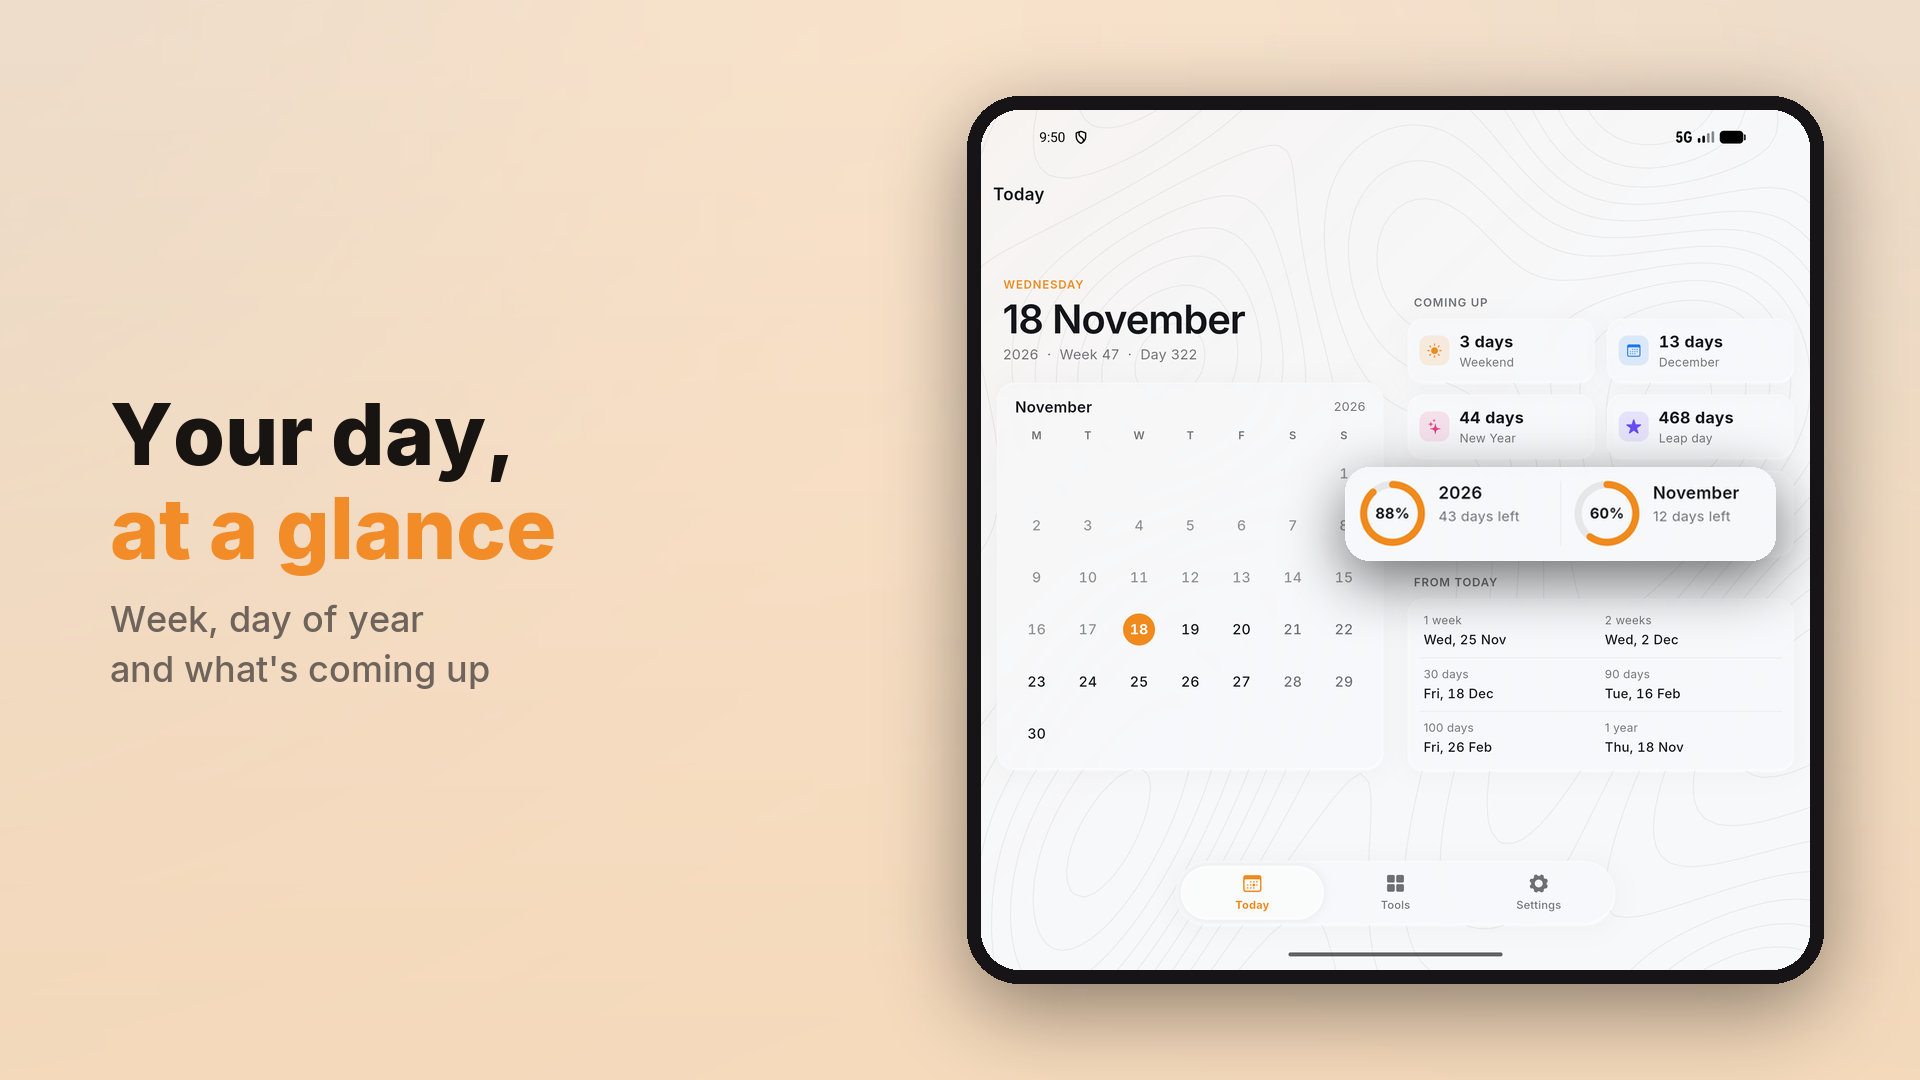 Your day,
at a glance
Week, day of year
and what's coming up
9:50
5G
Today
WEDNESDAY
18 November
2026 · Week 47 · Day 322
November 2026
M T W T F S S
1
2 3 4 5 6 7 8
9 10 11 12 13 14 15
16 17 18 19 20 21 22
23 24 25 26 27 28 29
30
COMING UP
3 days
Weekend
13 days
December
44 days
New Year
468 days
Leap day
88%
2026
43 days left
60%
November
12 days left
FROM TODAY
1 week
Wed, 25 Nov
2 weeks
Wed, 2 Dec
30 days
Fri, 18 Dec
90 days
Tue, 16 Feb
100 days
Fri, 26 Feb
1 year
Thu, 18 Nov
Today
Tools
Settings